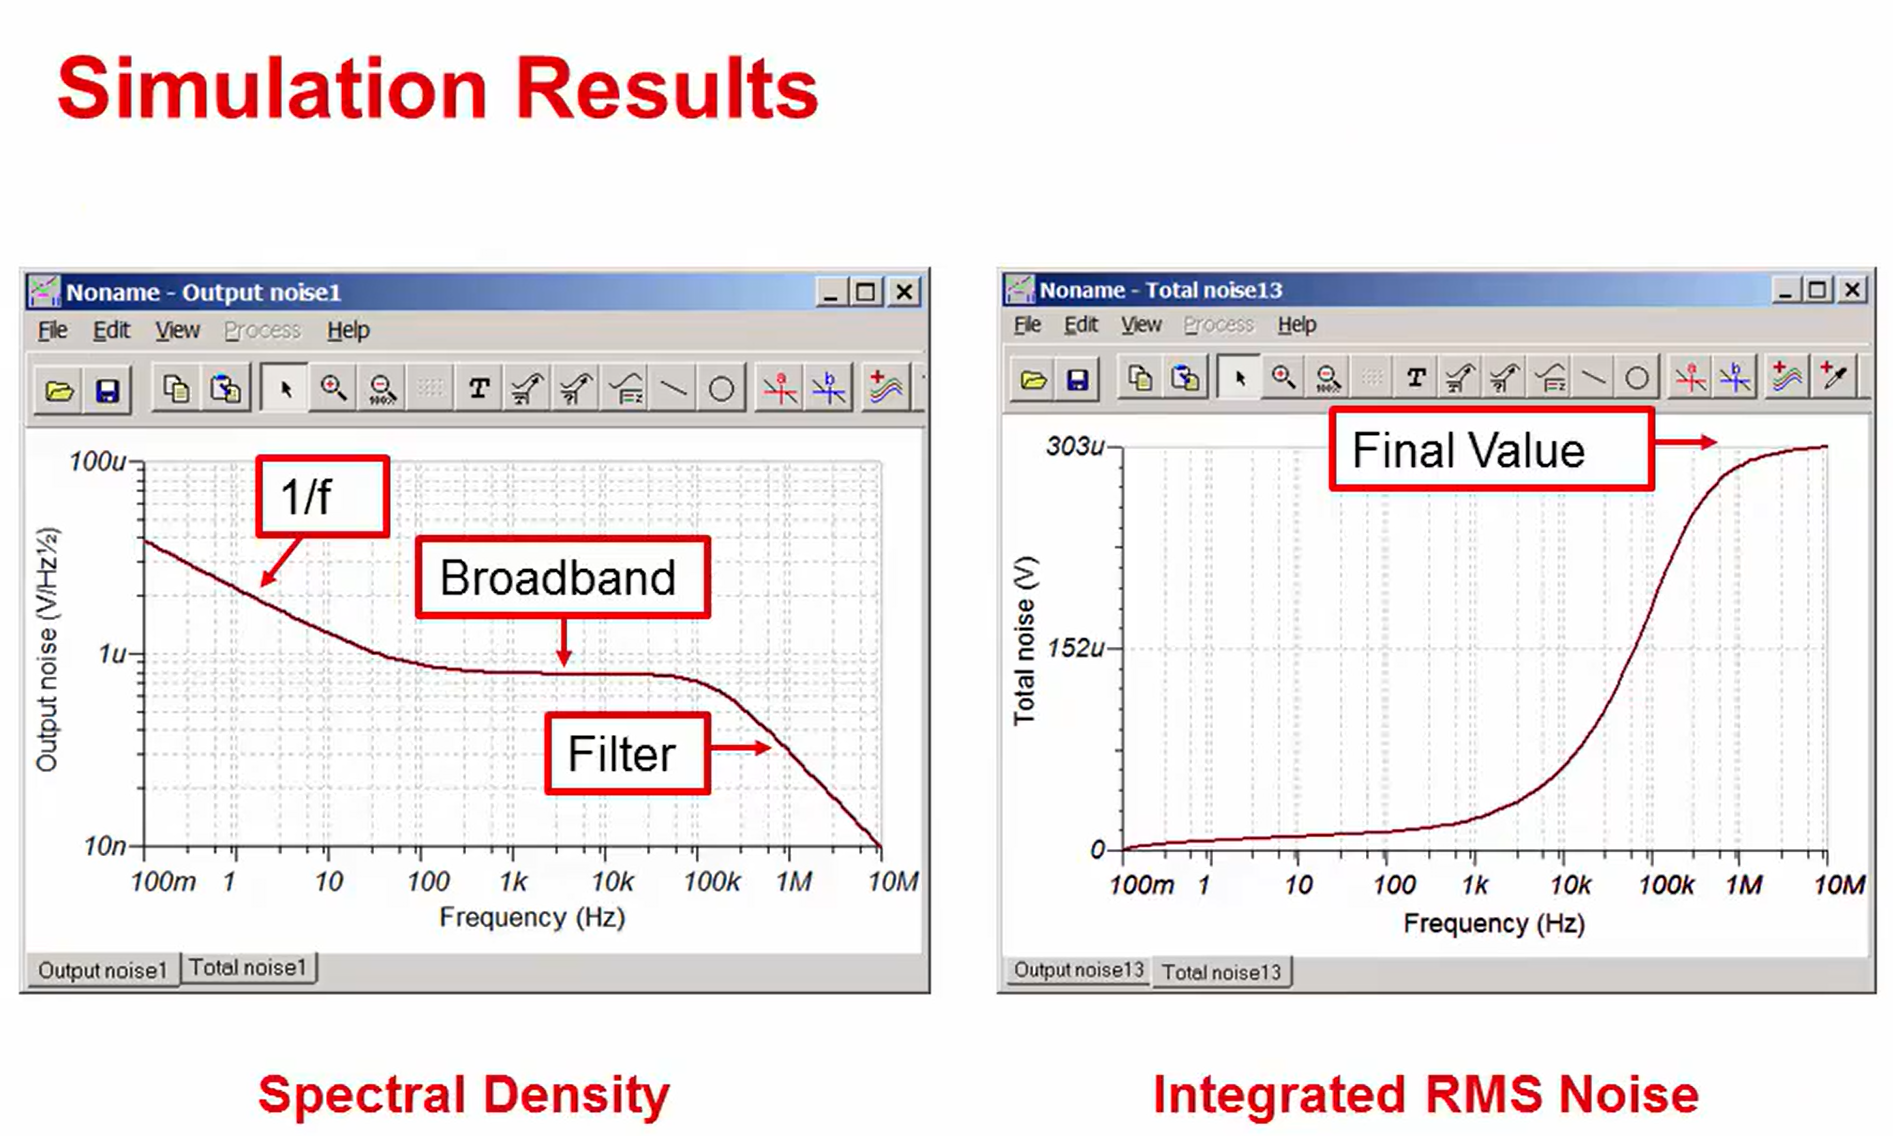 Simulation Results
Noname - Output noise1
File Edit View Process Help
T
100%
a
b
100u
1u
10n
Output noise (V/Hz½)
1/f
Broadband
Filter
100m 1 10 100 1k 10k 100k 1M 10M
Frequency (Hz)
Output noise1 Total noise1
Spectral Density
Noname - Total noise13
File Edit View Process Help
T
100%
a
b
303u
152u
0
Total noise (V)
Final Value
100m 1 10 100 1k 10k 100k 1M 10M
Frequency (Hz)
Output noise13 Total noise13
Integrated RMS Noise